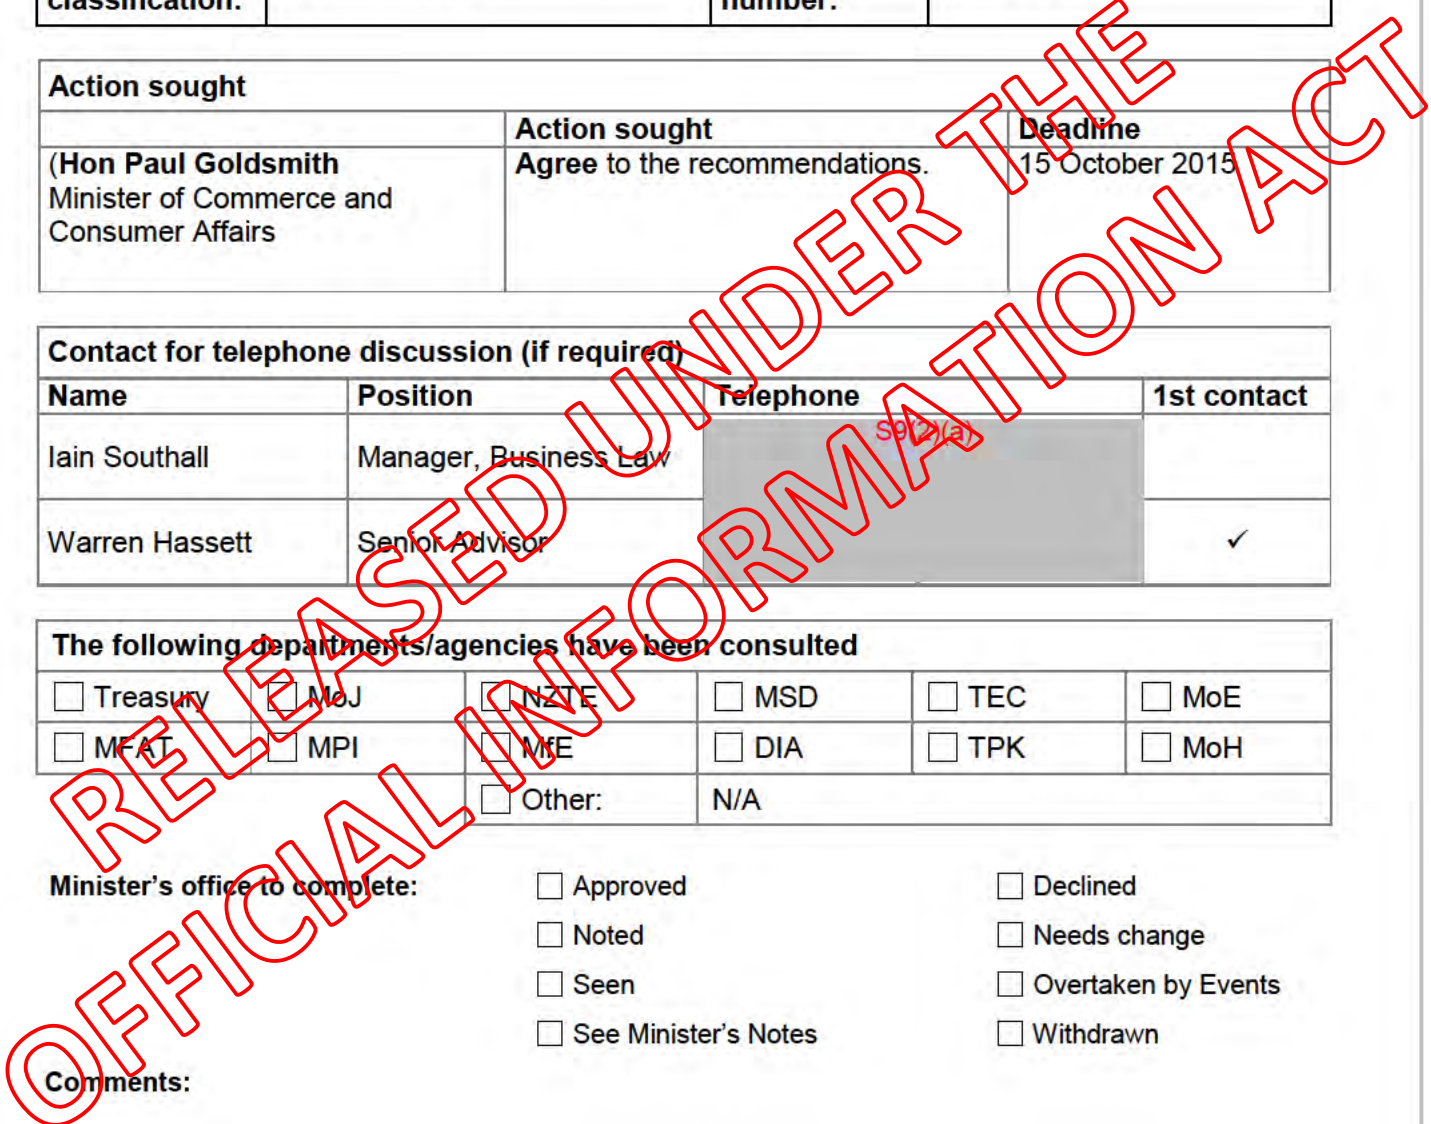 classification:
number:
Action sought
Action sought
Deadline
(Hon Paul Goldsmith
Minister of Commerce and
Consumer Affairs
Agree to the recommendations.
15 October 2015
Contact for telephone discussion (if required)
Name
Position
Telephone
1st contact
Iain Southall
Manager, Business Law
S9(2)(a)
Warren Hassett
Senior Advisor
✓
The following departments/agencies have been consulted
☐ Treasury
☐ MoJ
☐ NZTE
☐ MSD
☐ TEC
☐ MoE
☐ MFAT
☐ MPI
☐ MfE
☐ DIA
☐ TPK
☐ MoH
☐ Other:
N/A
Minister's office to complete:
☐ Approved
☐ Declined
☐ Noted
☐ Needs change
☐ Seen
☐ Overtaken by Events
☐ See Minister's Notes
☐ Withdrawn
Comments:
RELEASED UNDER THE
OFFICIAL INFORMATION ACT